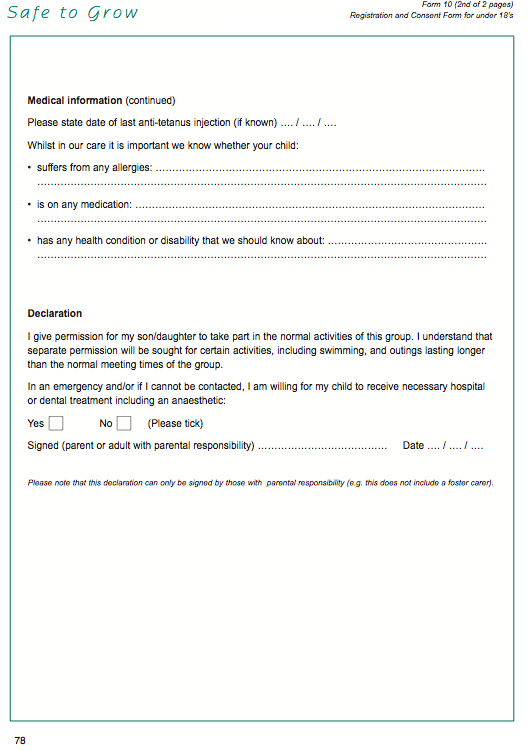 Safe to Grow
Form 10 (2nd of 2 pages)
Registration and Consent Form for under 18's
Medical information (continued)
Please state date of last anti-tetanus injection (if known) .... / .... / ....
Whilst in our care it is important we know whether your child:
• suffers from any allergies: ....................................................................................................
.......................................................................................................................................
• is on any medication: ..........................................................................................................
.......................................................................................................................................
• has any health condition or disability that we should know about: ................................................
.......................................................................................................................................
Declaration
I give permission for my son/daughter to take part in the normal activities of this group. I understand that
separate permission will be sought for certain activities, including swimming, and outings lasting longer
than the normal meeting times of the group.
In an emergency and/or if I cannot be contacted, I am willing for my child to receive necessary hospital
or dental treatment including an anaesthetic:
Yes No (Please tick)
Signed (parent or adult with parental responsibility) ....................................... Date .... / .... / ....
Please note that this declaration can only be signed by those with parental responsibility (e.g. this does not include a foster carer).
78